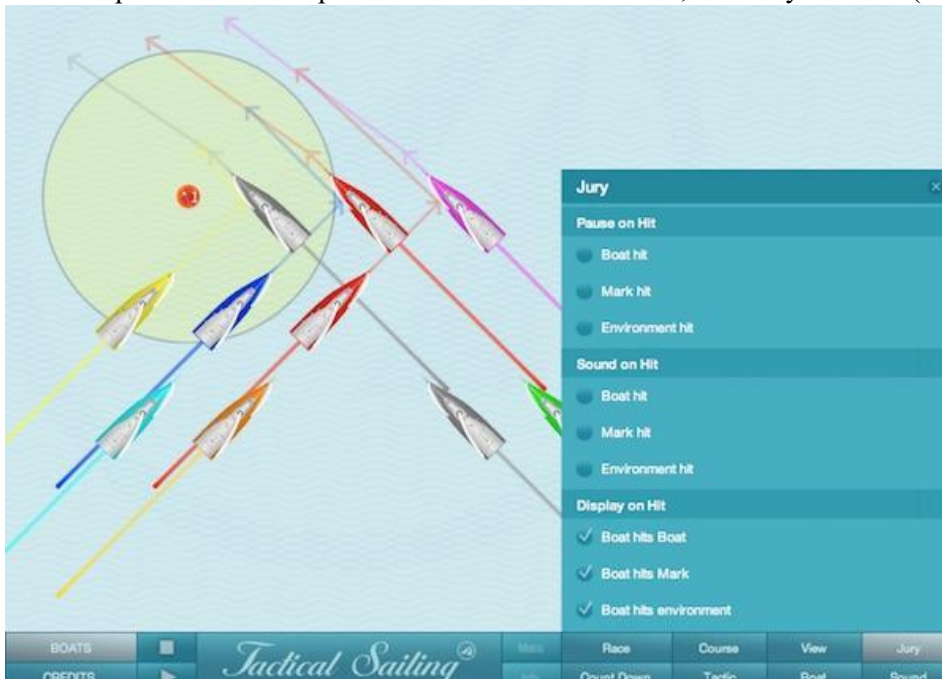 1
Jury
Pause on Hit
Boat hit
Mark hit
Environment hit
Sound on Hit
Boat hit
Mark hit
Environment hit
Display on Hit
Boat hits Boat
Boat hits Mark
Boat hits environment
BOATS Race Course View Jury
Tactical Sailing
CREDITS Count Down Tactic Boat Sound